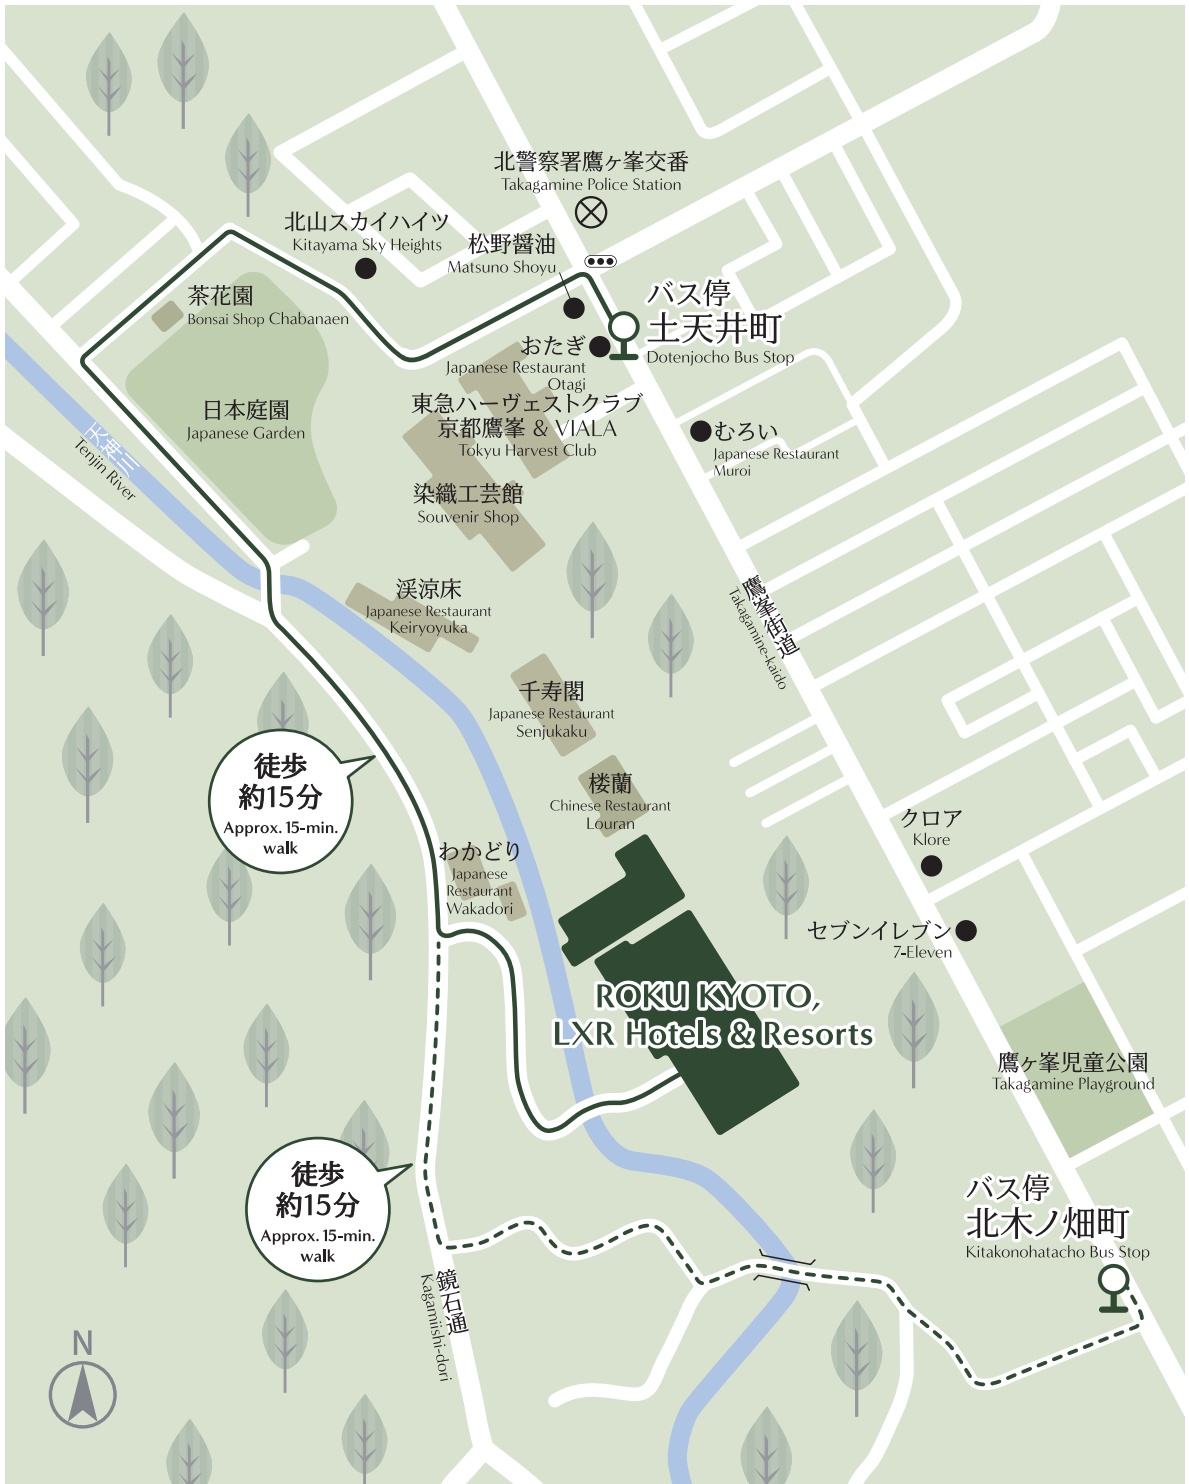 北警察署鷹ヶ峯交番
Takagamine Police Station
北山スカイハイツ
Kitayama Sky Heights
松野醤油
Matsuno Shoyu
茶花園
Bonsai Shop Chabanaen
バス停
土天井町
Dotenjocho Bus Stop
おたぎ
Japanese Restaurant
Otagi
日本庭園
Japanese Garden
東急ハーヴェストクラブ
京都鷹峯 & VIALA
Tokyu Harvest Club
むろい
Japanese Restaurant
Muroi
天神川
Tenjin River
染織工芸館
Souvenir Shop
渓涼床
Japanese Restaurant
Keiryoyuka
鷹峯街道
Takagamine-kaido
千寿閣
Japanese Restaurant
Senjukaku
徒歩
約15分
Approx. 15-min.
walk
楼蘭
Chinese Restaurant
Louran
クロア
Klore
わかどり
Japanese
Restaurant
Wakadori
セブンイレブン
7-Eleven
ROKU KYOTO,
LXR Hotels & Resorts
鷹ヶ峯児童公園
Takagamine Playground
徒歩
約15分
Approx. 15-min.
walk
バス停
北木ノ畑町
Kitakonohatacho Bus Stop
鏡石通
Kagamiishi-dori
N